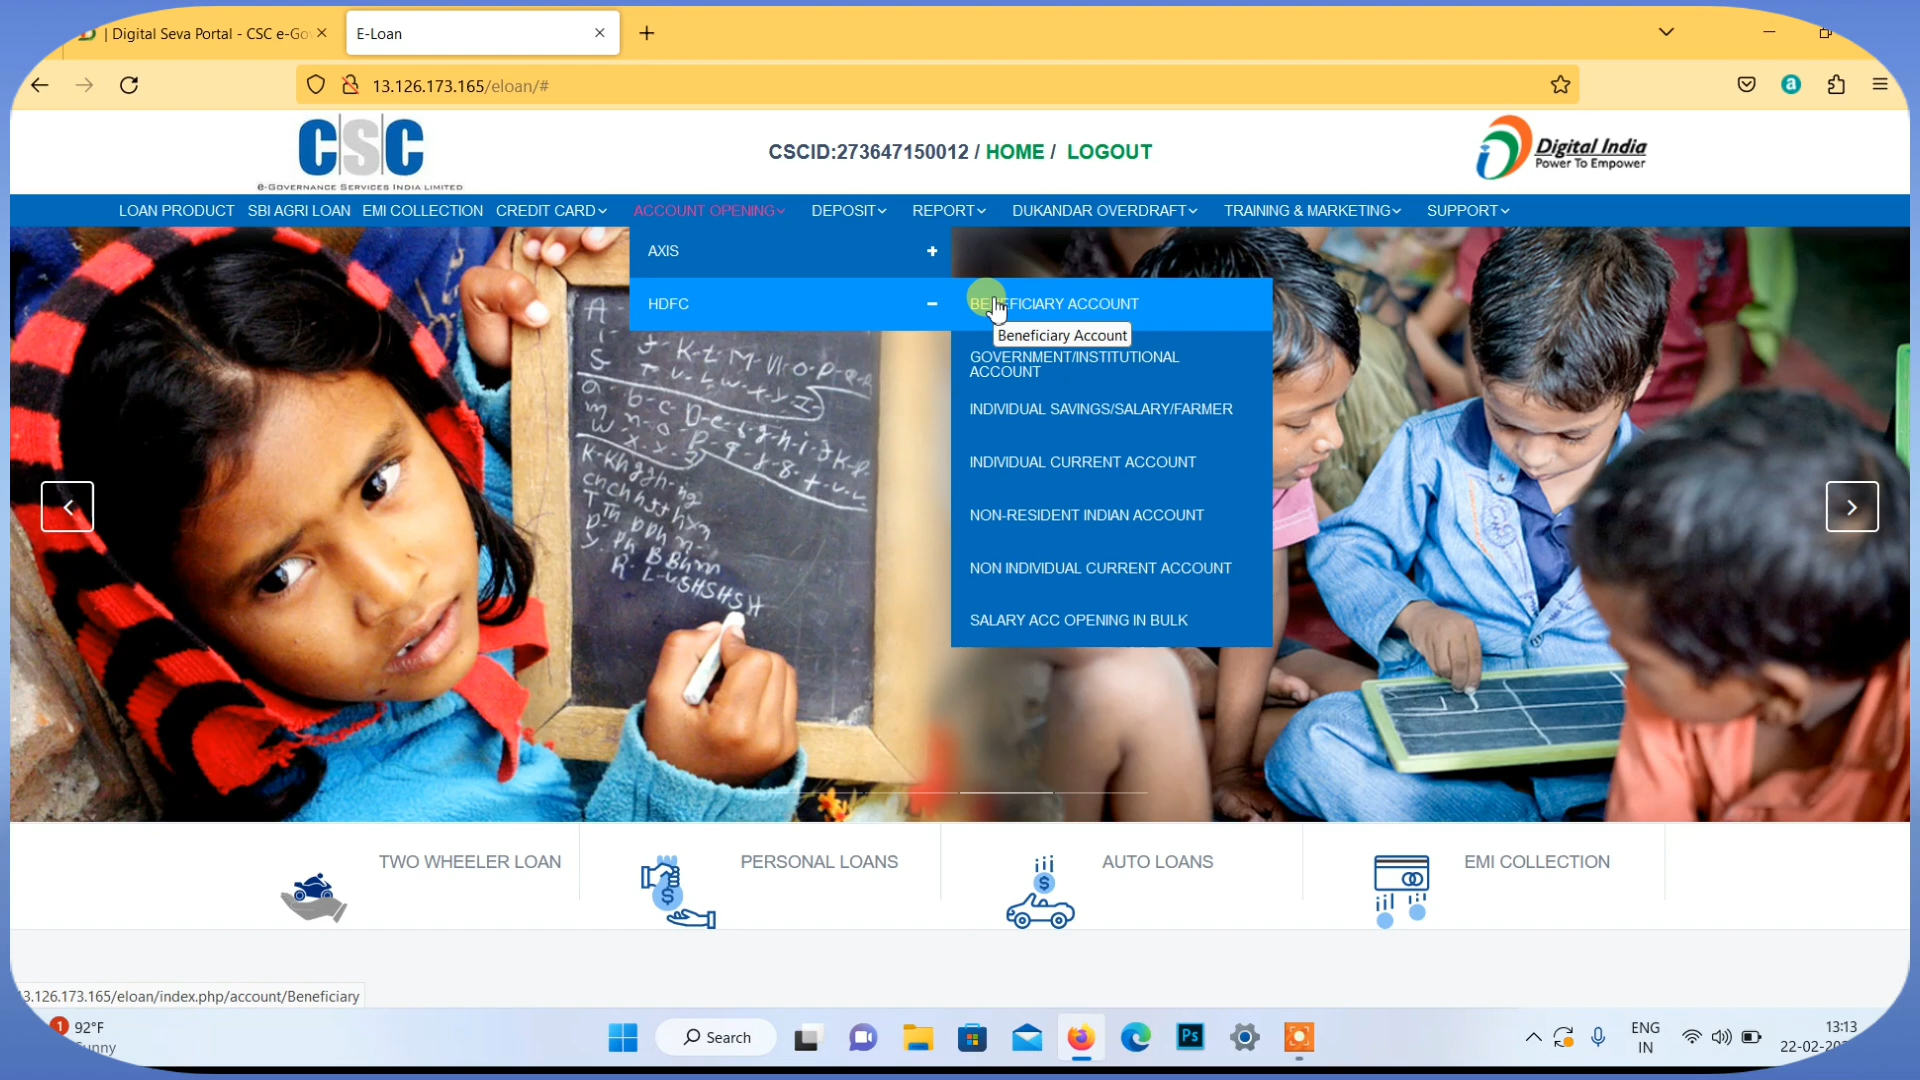 | Digital Seva Portal - CSC e-Go
E-Loan
13.126.173.165/eloan/#
CSC
e-Governance Services India Limited
CSCID:273647150012 / HOME / LOGOUT
Digital India
Power To Empower
LOAN PRODUCT SBI AGRI LOAN EMI COLLECTION CREDIT CARD ACCOUNT OPENING DEPOSIT REPORT DUKANDAR OVERDRAFT TRAINING & MARKETING SUPPORT
AXIS
HDFC
BENEFICIARY ACCOUNT
Beneficiary Account
GOVERNMENT/INSTITUTIONAL
ACCOUNT
INDIVIDUAL SAVINGS/SALARY/FARMER
INDIVIDUAL CURRENT ACCOUNT
NON-RESIDENT INDIAN ACCOUNT
NON INDIVIDUAL CURRENT ACCOUNT
SALARY ACC OPENING IN BULK
TWO WHEELER LOAN
PERSONAL LOANS
AUTO LOANS
EMI COLLECTION
3.126.173.165/eloan/index.php/account/Beneficiary
1
92°F
Search
Ps
ENG
IN
13:13
22-02-20